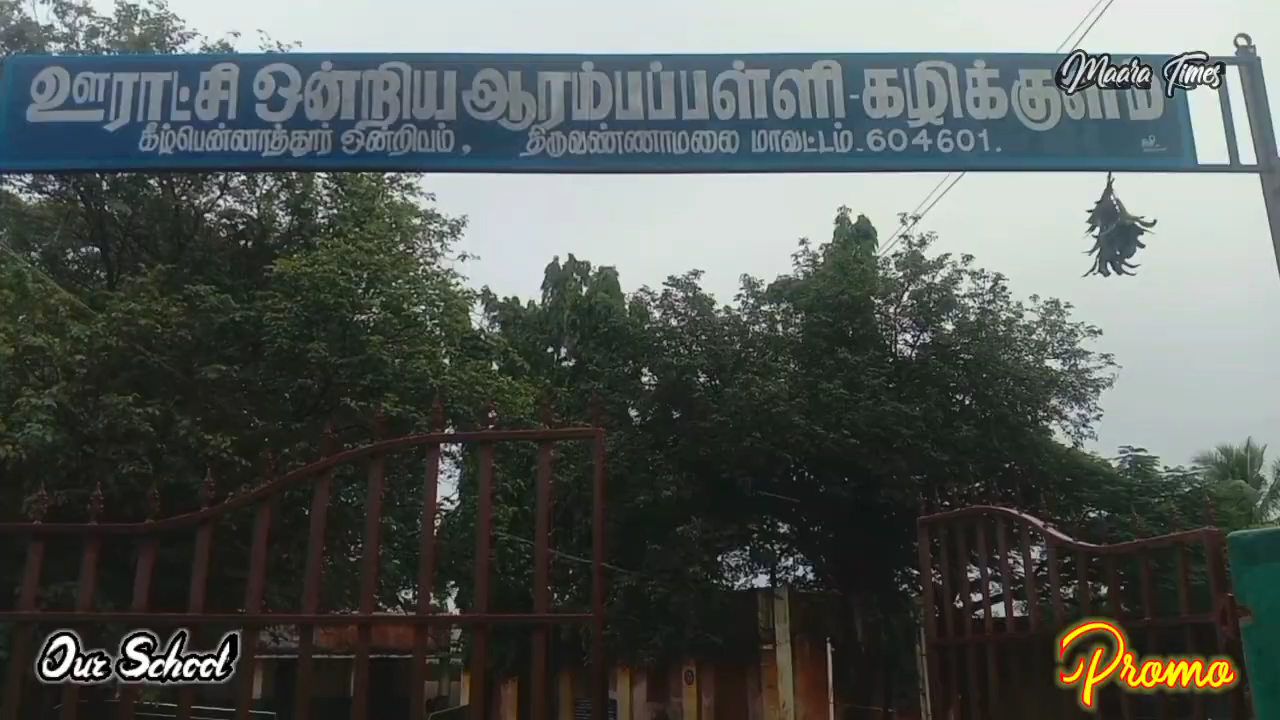 ஊராட்சி ஒன்றிய ஆரம்பப்பள்ளி-கழிக்குளம்
Maara Times
கீழ்பென்னாத்தூர் ஒன்றியம், திருவண்ணாமலை மாவட்டம்-604601.
Our School
Promo